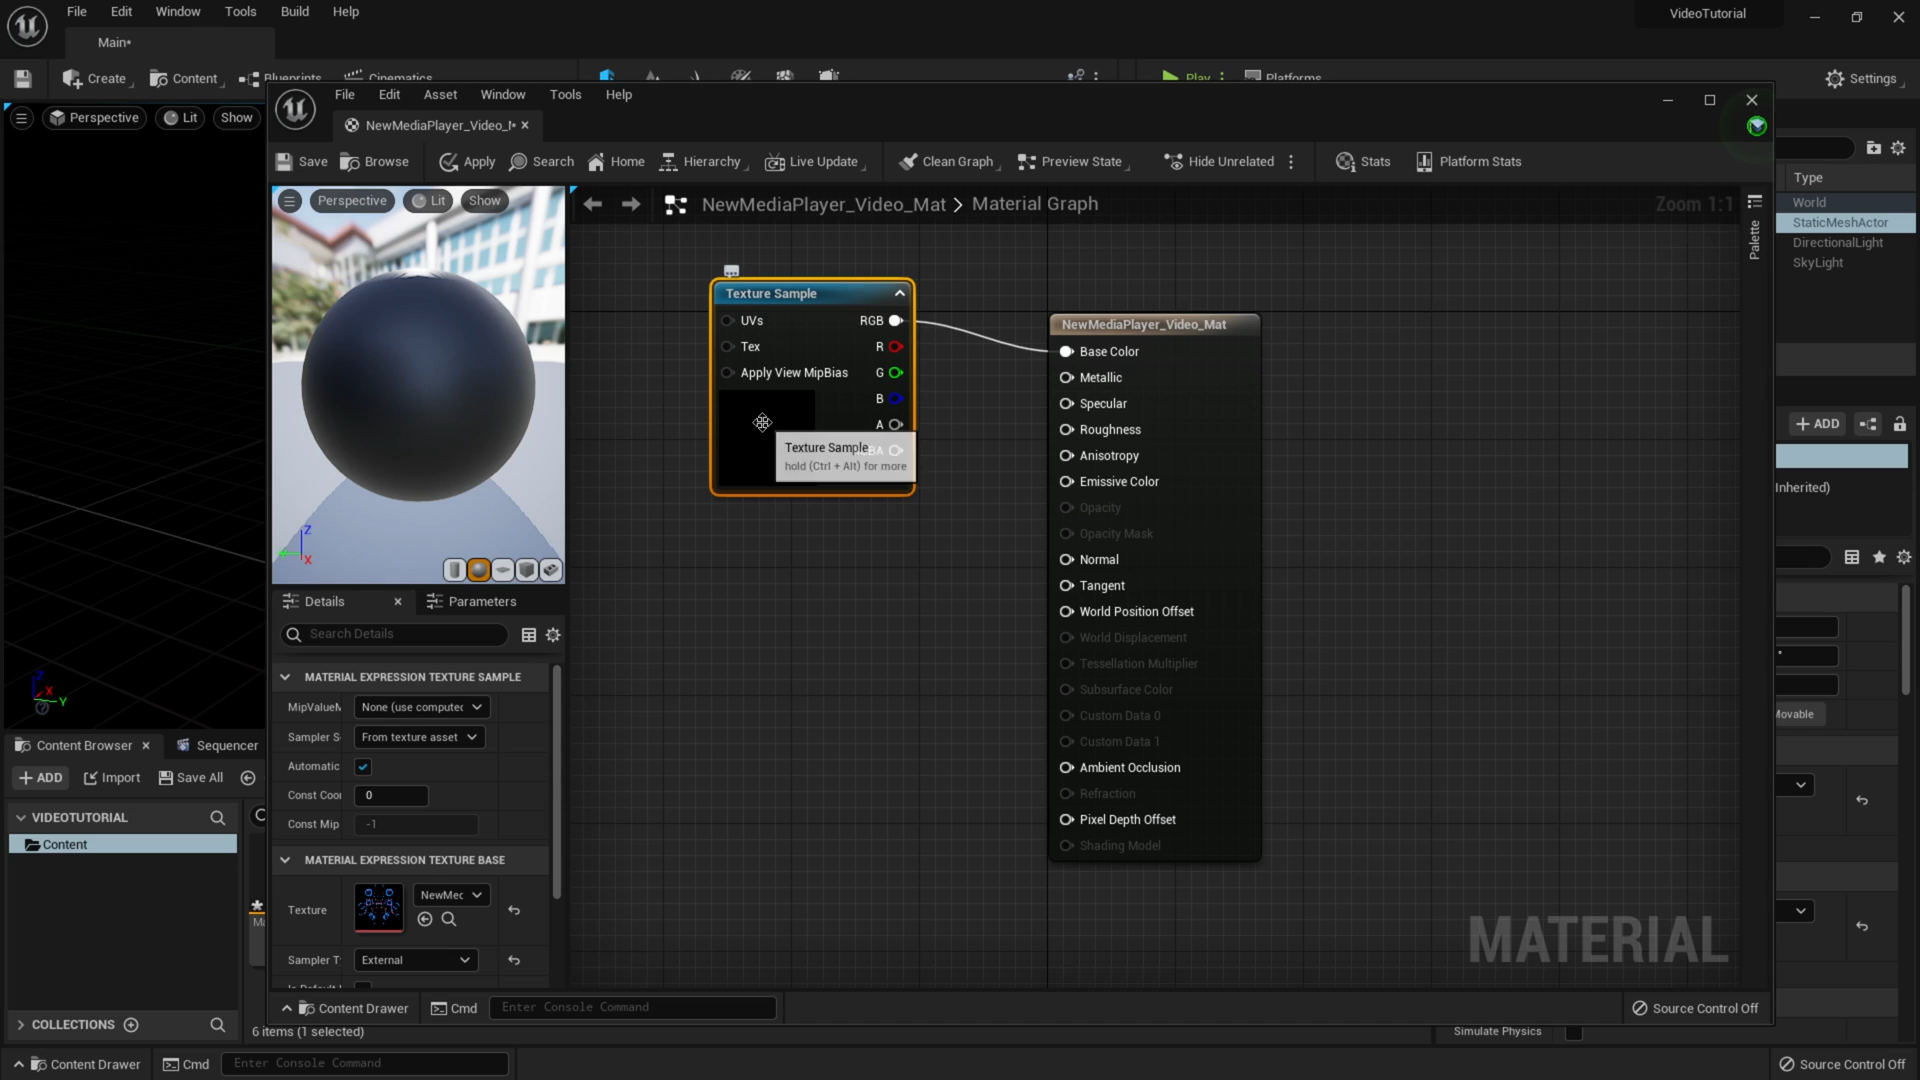 File Edit Window Tools Build Help
VideoTutorial
Main*
Create Content Blueprints Cinematics Play Platforms Settings
Perspective Lit Show
File Edit Asset Window Tools Help
NewMediaPlayer_Video_
Save Browse Apply Search Home Hierarchy Live Update Clean Graph Preview State Hide Unrelated Stats Platform Stats
Perspective Lit Show
NewMediaPlayer_Video_Mat > Material Graph
Zoom 1:1
Palette
Type
World
StaticMeshActor
DirectionalLight
SkyLight
Texture Sample
UVs RGB
Tex R
Apply View MipBias G
B
A
Texture Sample
hold (Ctrl + Alt) for more
NewMediaPlayer_Video_Mat
Base Color
Metallic
Specular
Roughness
Anisotropy
Emissive Color
Opacity
Opacity Mask
Normal
Tangent
World Position Offset
World Displacement
Tessellation Multiplier
Subsurface Color
Custom Data 0
Custom Data 1
Ambient Occlusion
Refraction
Pixel Depth Offset
Shading Model
MATERIAL
ADD
Inherited)
Movable
Z
X
Details Parameters
Search Details
MATERIAL EXPRESSION TEXTURE SAMPLE
MipValueM None (use computed
Sampler S From texture asset
Automatic
Const Coor 0
Const Mip -1
MATERIAL EXPRESSION TEXTURE BASE
Texture NewMec
Sampler T External
Z
X
Y
Content Browser Sequencer
ADD Import Save All
VIDEOTUTORIAL
Content
COLLECTIONS
6 items (1 selected)
Content Drawer Cmd Enter Console Command
Source Control Off
Simulate Physics
Content Drawer Cmd Enter Console Command
Source Control Off